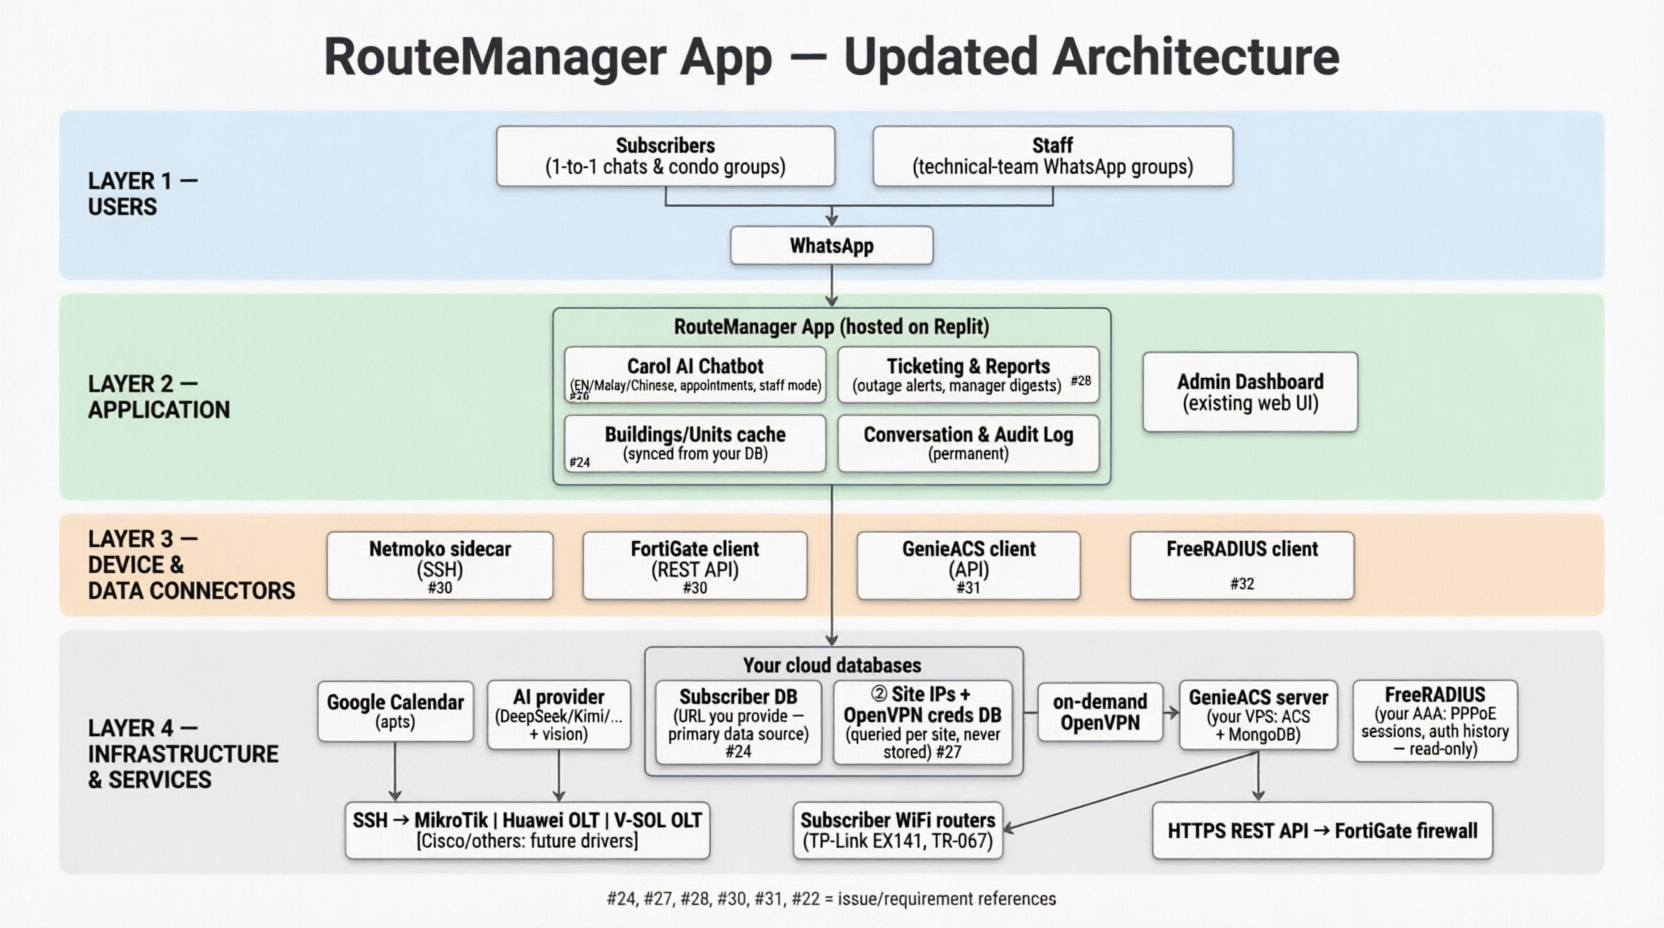 RouteManager App — Updated Architecture
LAYER 1 —
USERS
Subscribers
(1-to-1 chats & condo groups)
Staff
(technical-team WhatsApp groups)
WhatsApp
LAYER 2 —
APPLICATION
RouteManager App (hosted on Replit)
Carol AI Chatbot
(EN/Malay/Chinese, appointments, staff mode)
Ticketing & Reports
(outage alerts, manager digests) #28
Buildings/Units cache
(synced from your DB)
#24
Conversation & Audit Log
(permanent)
Admin Dashboard
(existing web UI)
LAYER 3 —
DEVICE &
DATA CONNECTORS
Netmoko sidecar
(SSH)
#30
FortiGate client
(REST API)
#30
GenieACS client
(API)
#31
FreeRADIUS client
#32
LAYER 4 —
INFRASTRUCTURE
& SERVICES
Google Calendar
(apts)
AI provider
(DeepSeek/Kimi/...
+ vision)
Your cloud databases
Subscriber DB
(URL you provide —
primary data source)
#24
② Site IPs +
OpenVPN creds DB
(queried per site, never
stored) #27
on-demand
OpenVPN
GenieACS server
(your VPS: ACS
+ MongoDB)
FreeRADIUS
(your AAA: PPPoE
sessions, auth history
— read-only)
SSH → MikroTik | Huawei OLT | V-SOL OLT
[Cisco/others: future drivers]
Subscriber WiFi routers
(TP-Link EX141, TR-067)
HTTPS REST API → FortiGate firewall
#24, #27, #28, #30, #31, #22 = issue/requirement references